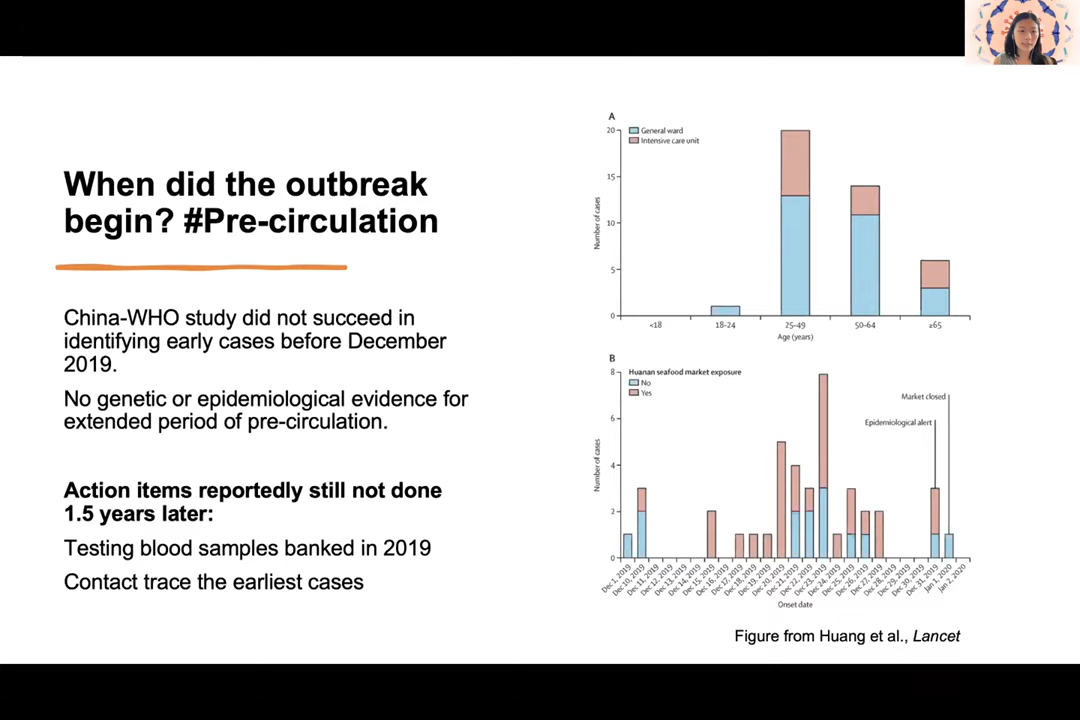 When did the outbreak
begin? #Pre-circulation
China-WHO study did not succeed in
identifying early cases before December
2019.
No genetic or epidemiological evidence for
extended period of pre-circulation.
Action items reportedly still not done
1.5 years later:
Testing blood samples banked in 2019
Contact trace the earliest cases
A
General ward
Intensive care unit
Number of cases
20
15
10
5
0
<18
18-24
25-49
50-64
≥65
Age (years)
B
Huanan seafood market exposure
No
Yes
Market closed
Epidemiological alert
Number of cases
8
6
4
2
0
Dec 1, 2019
Dec 10, 2019
Dec 11, 2019
Dec 12, 2019
Dec 13, 2019
Dec 14, 2019
Dec 15, 2019
Dec 16, 2019
Dec 17, 2019
Dec 18, 2019
Dec 19, 2019
Dec 20, 2019
Dec 21, 2019
Dec 22, 2019
Dec 23, 2019
Dec 24, 2019
Dec 25, 2019
Dec 26, 2019
Dec 27, 2019
Dec 28, 2019
Dec 29, 2019
Dec 30, 2019
Dec 31, 2019
Jan 1, 2020
Jan 2, 2020
Onset date
Figure from Huang et al., Lancet